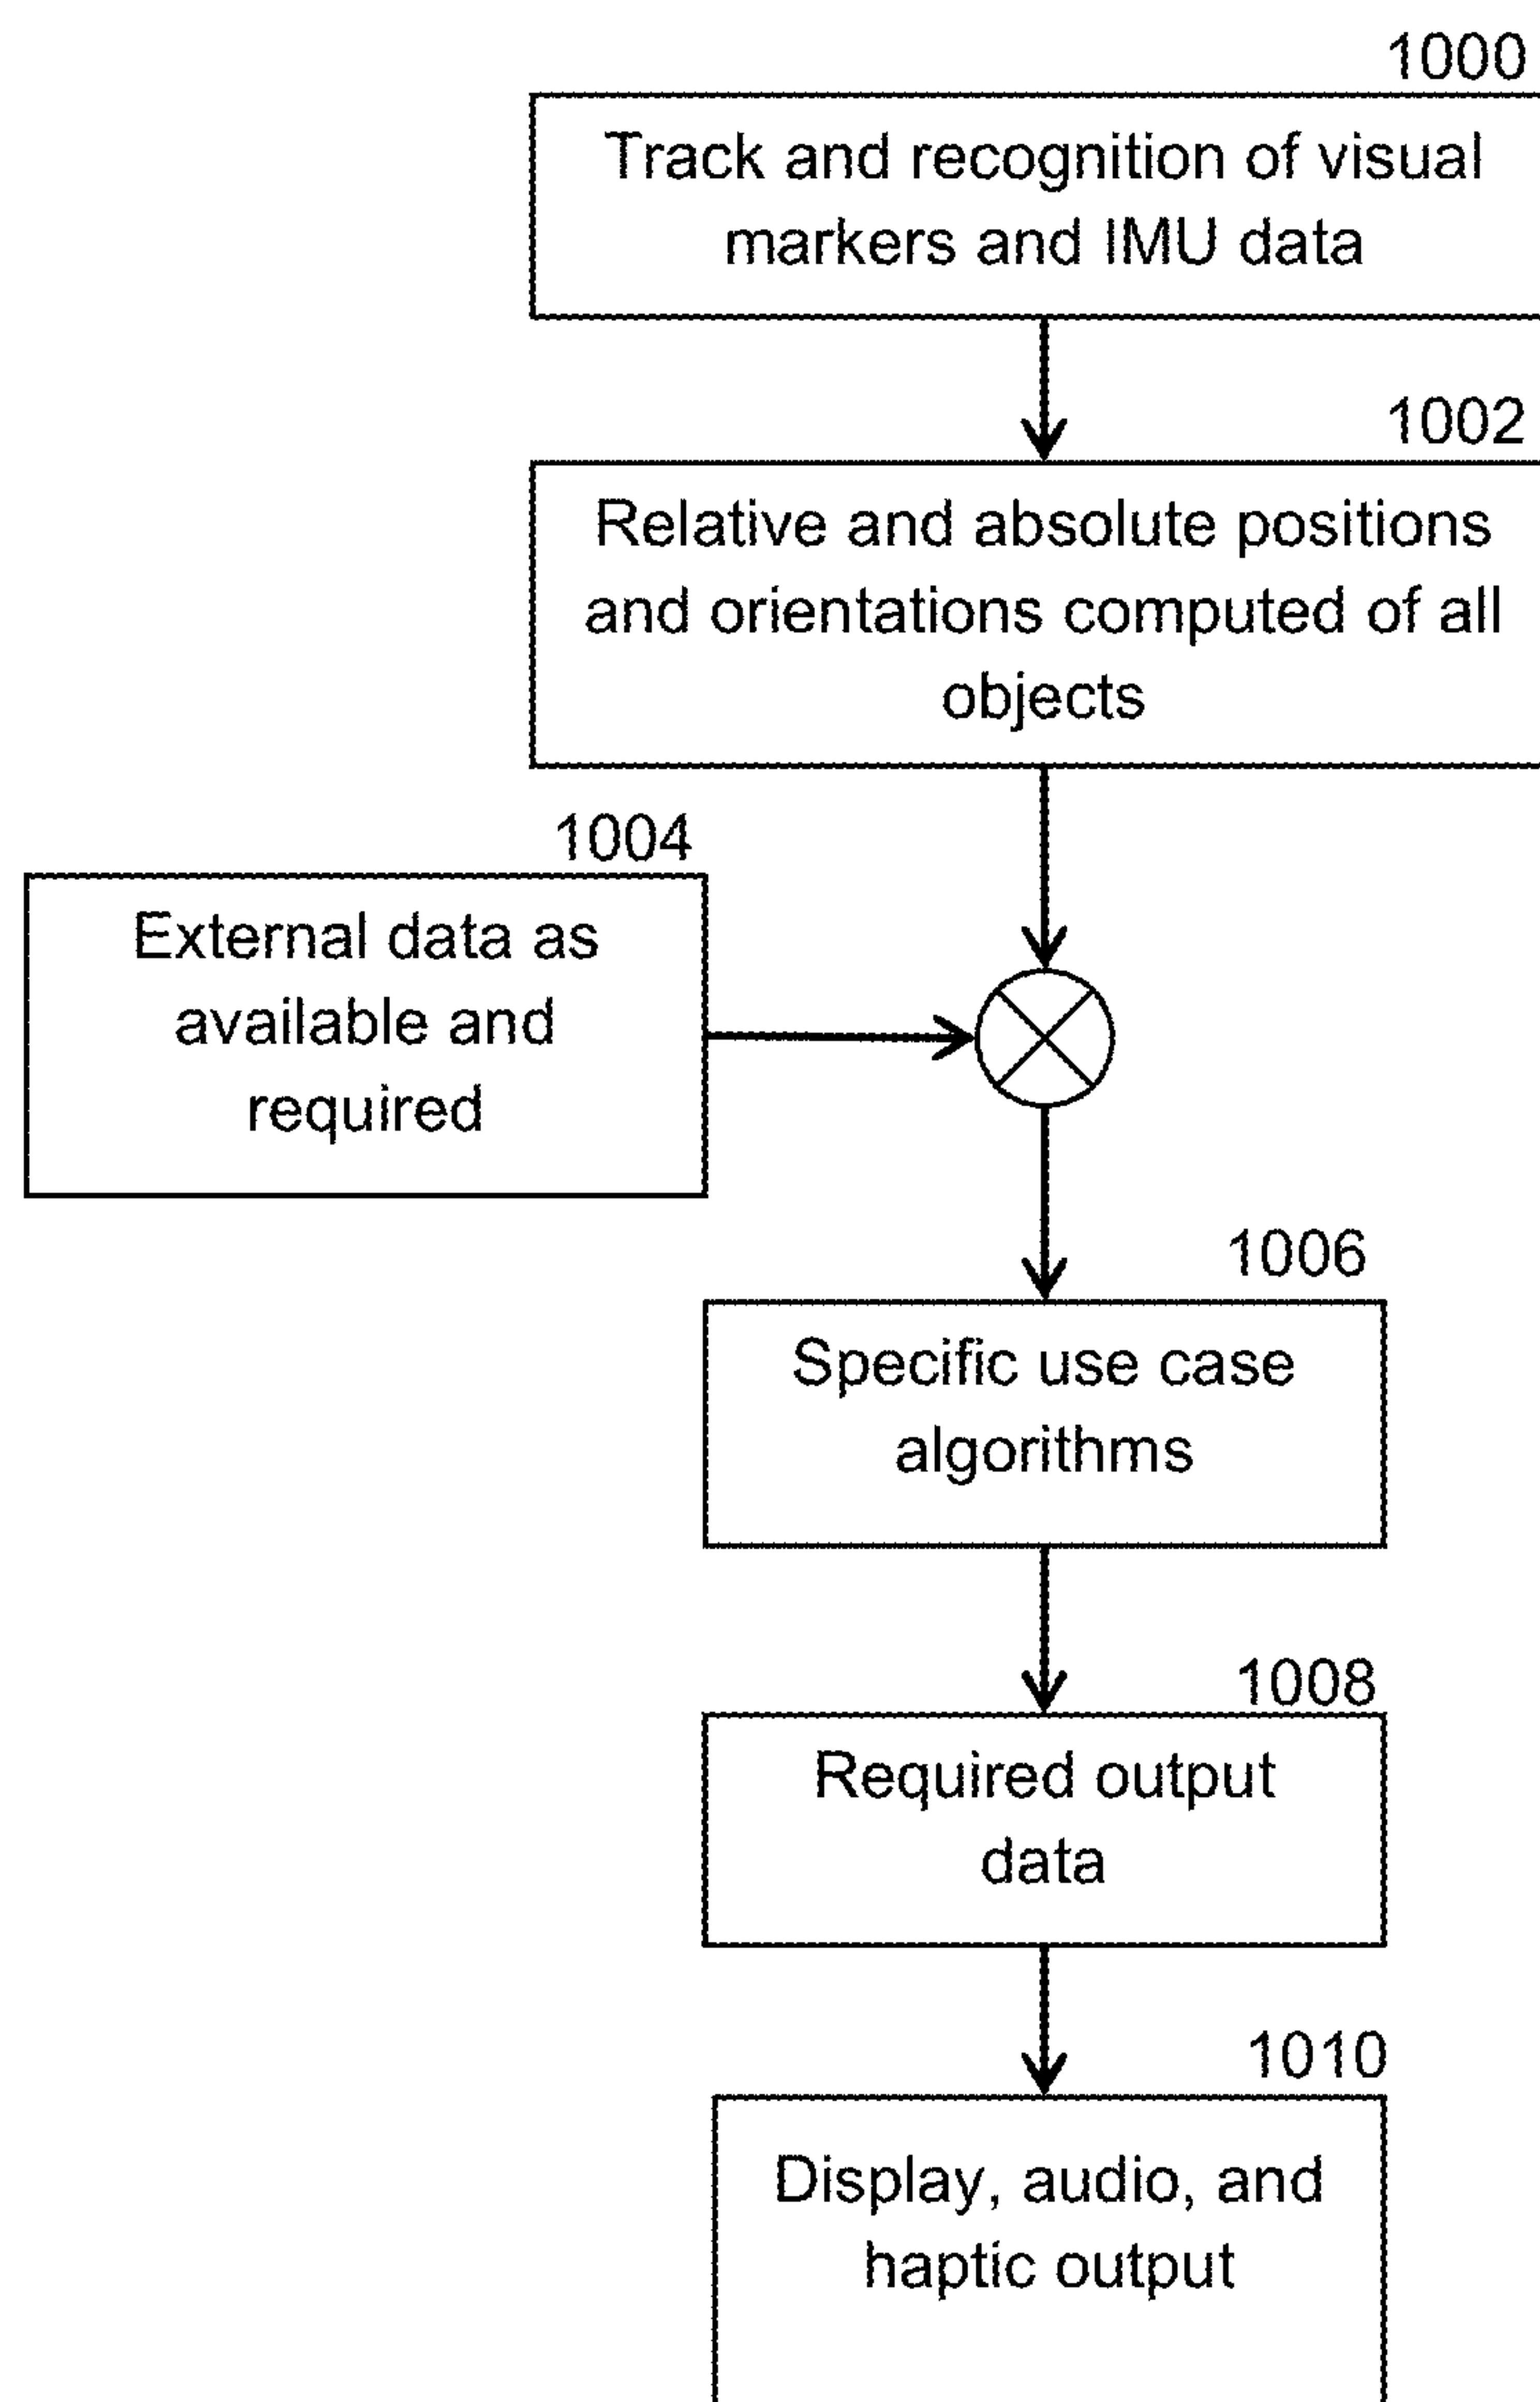 1000
Track and recognition of visual
markers and IMU data
1002
Relative and absolute positions
and orientations computed of all
objects
1004
External data as
available and
required
1006
Specific use case
algorithms
1008
Required output
data
1010
Display, audio, and
haptic output